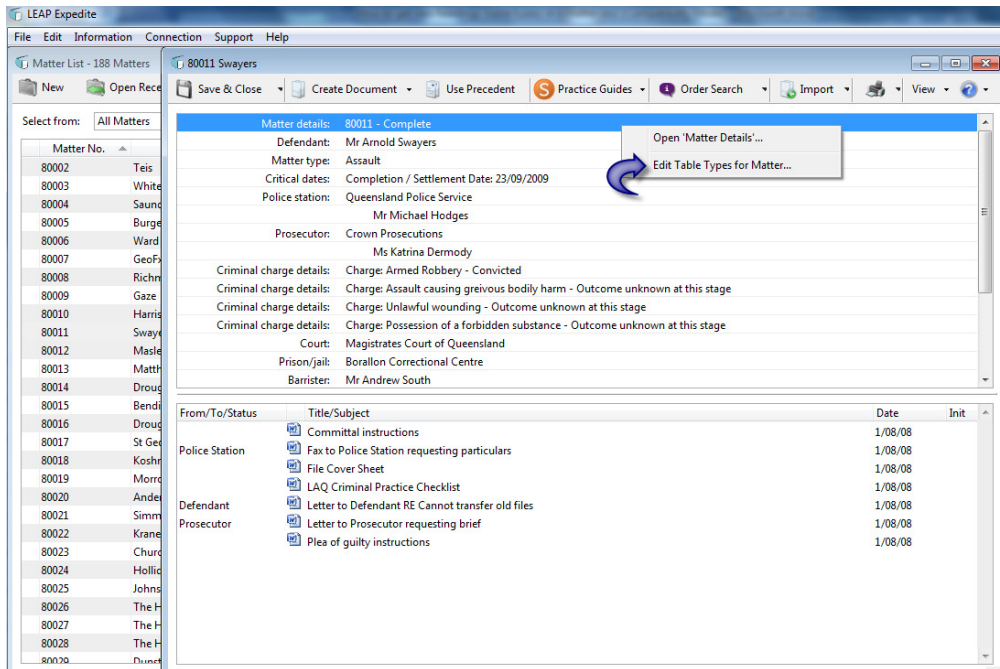 LEAP Expedite
File Edit Information Connection Support Help
Matter List - 188 Matters
80011 Swayers
New Open Rece
Save & Close Create Document Use Precedent S Practice Guides Order Search Import View
Select from: All Matters
Matter No.
80002 Teis
80003 White
80004 Saund
80005 Burge
80006 Ward
80007 GeoFx
80008 Richm
80009 Gaze
80010 Harris
80011 Swaye
80012 Masle
80013 Matth
80014 Droug
80015 Bendi
80016 Droug
80017 St Geo
80018 Koshn
80019 Morro
80020 Ander
80021 Simm
80022 Krane
80023 Churc
80024 Hollic
80025 Johns
80026 The H
80027 The H
80028 The H
80029 Dunst
Matter details: 80011 - Complete
Defendant: Mr Arnold Swayers
Matter type: Assault
Critical dates: Completion / Settlement Date: 23/09/2009
Police station: Queensland Police Service
Mr Michael Hodges
Prosecutor: Crown Prosecutions
Ms Katrina Dermody
Criminal charge details: Charge: Armed Robbery - Convicted
Criminal charge details: Charge: Assault causing greivous bodily harm - Outcome unknown at this stage
Criminal charge details: Charge: Unlawful wounding - Outcome unknown at this stage
Criminal charge details: Charge: Possession of a forbidden substance - Outcome unknown at this stage
Court: Magistrates Court of Queensland
Prison/jail: Borallon Correctional Centre
Barrister: Mr Andrew South
Open 'Matter Details'...
Edit Table Types for Matter...
From/To/Status Title/Subject Date Init
Committal instructions 1/08/08
Police Station Fax to Police Station requesting particulars 1/08/08
File Cover Sheet 1/08/08
LAQ Criminal Practice Checklist 1/08/08
Defendant Letter to Defendant RE Cannot transfer old files 1/08/08
Prosecutor Letter to Prosecutor requesting brief 1/08/08
Plea of guilty instructions 1/08/08